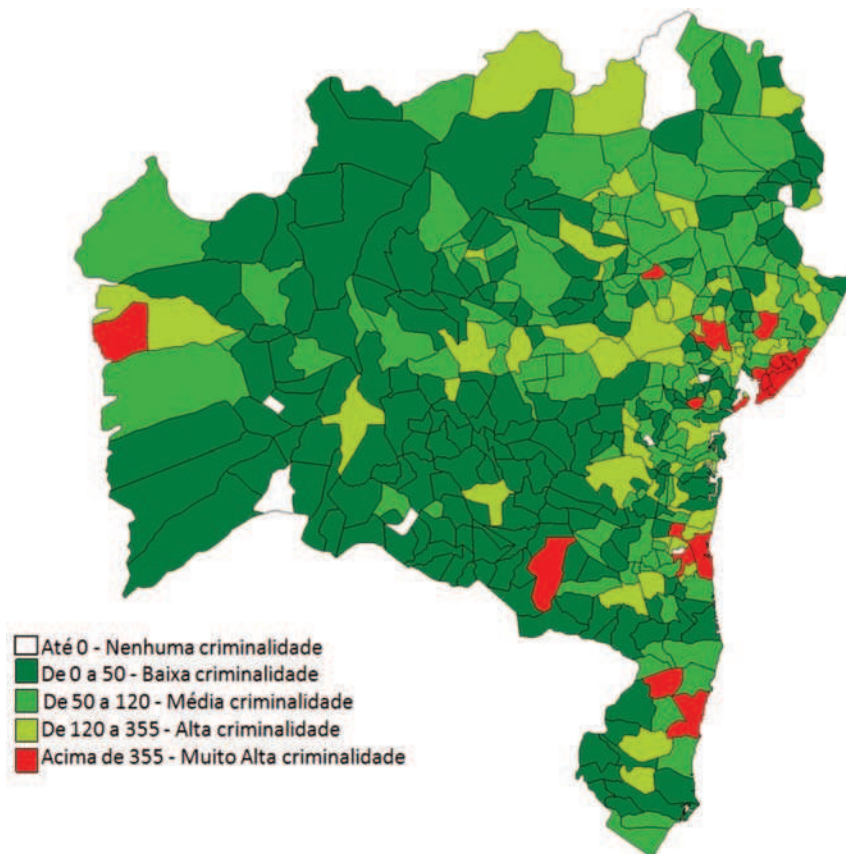 Até 0 - Nenhuma criminalidade
De 0 a 50 - Baixa criminalidade
De 50 a 120 - Média criminalidade
De 120 a 355 - Alta criminalidade
Acima de 355 - Muito Alta criminalidade